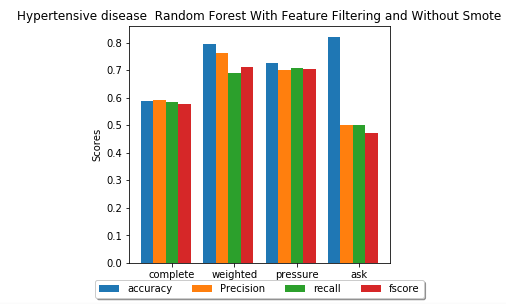 Hypertensive disease  Random Forest With Feature Filtering and Without Smote
0.8
0.7
0.6
0.5
0.4
0.3
0.2
0.1
0.0
Scores
complete weighted pressure ask
accuracy Precision recall fscore